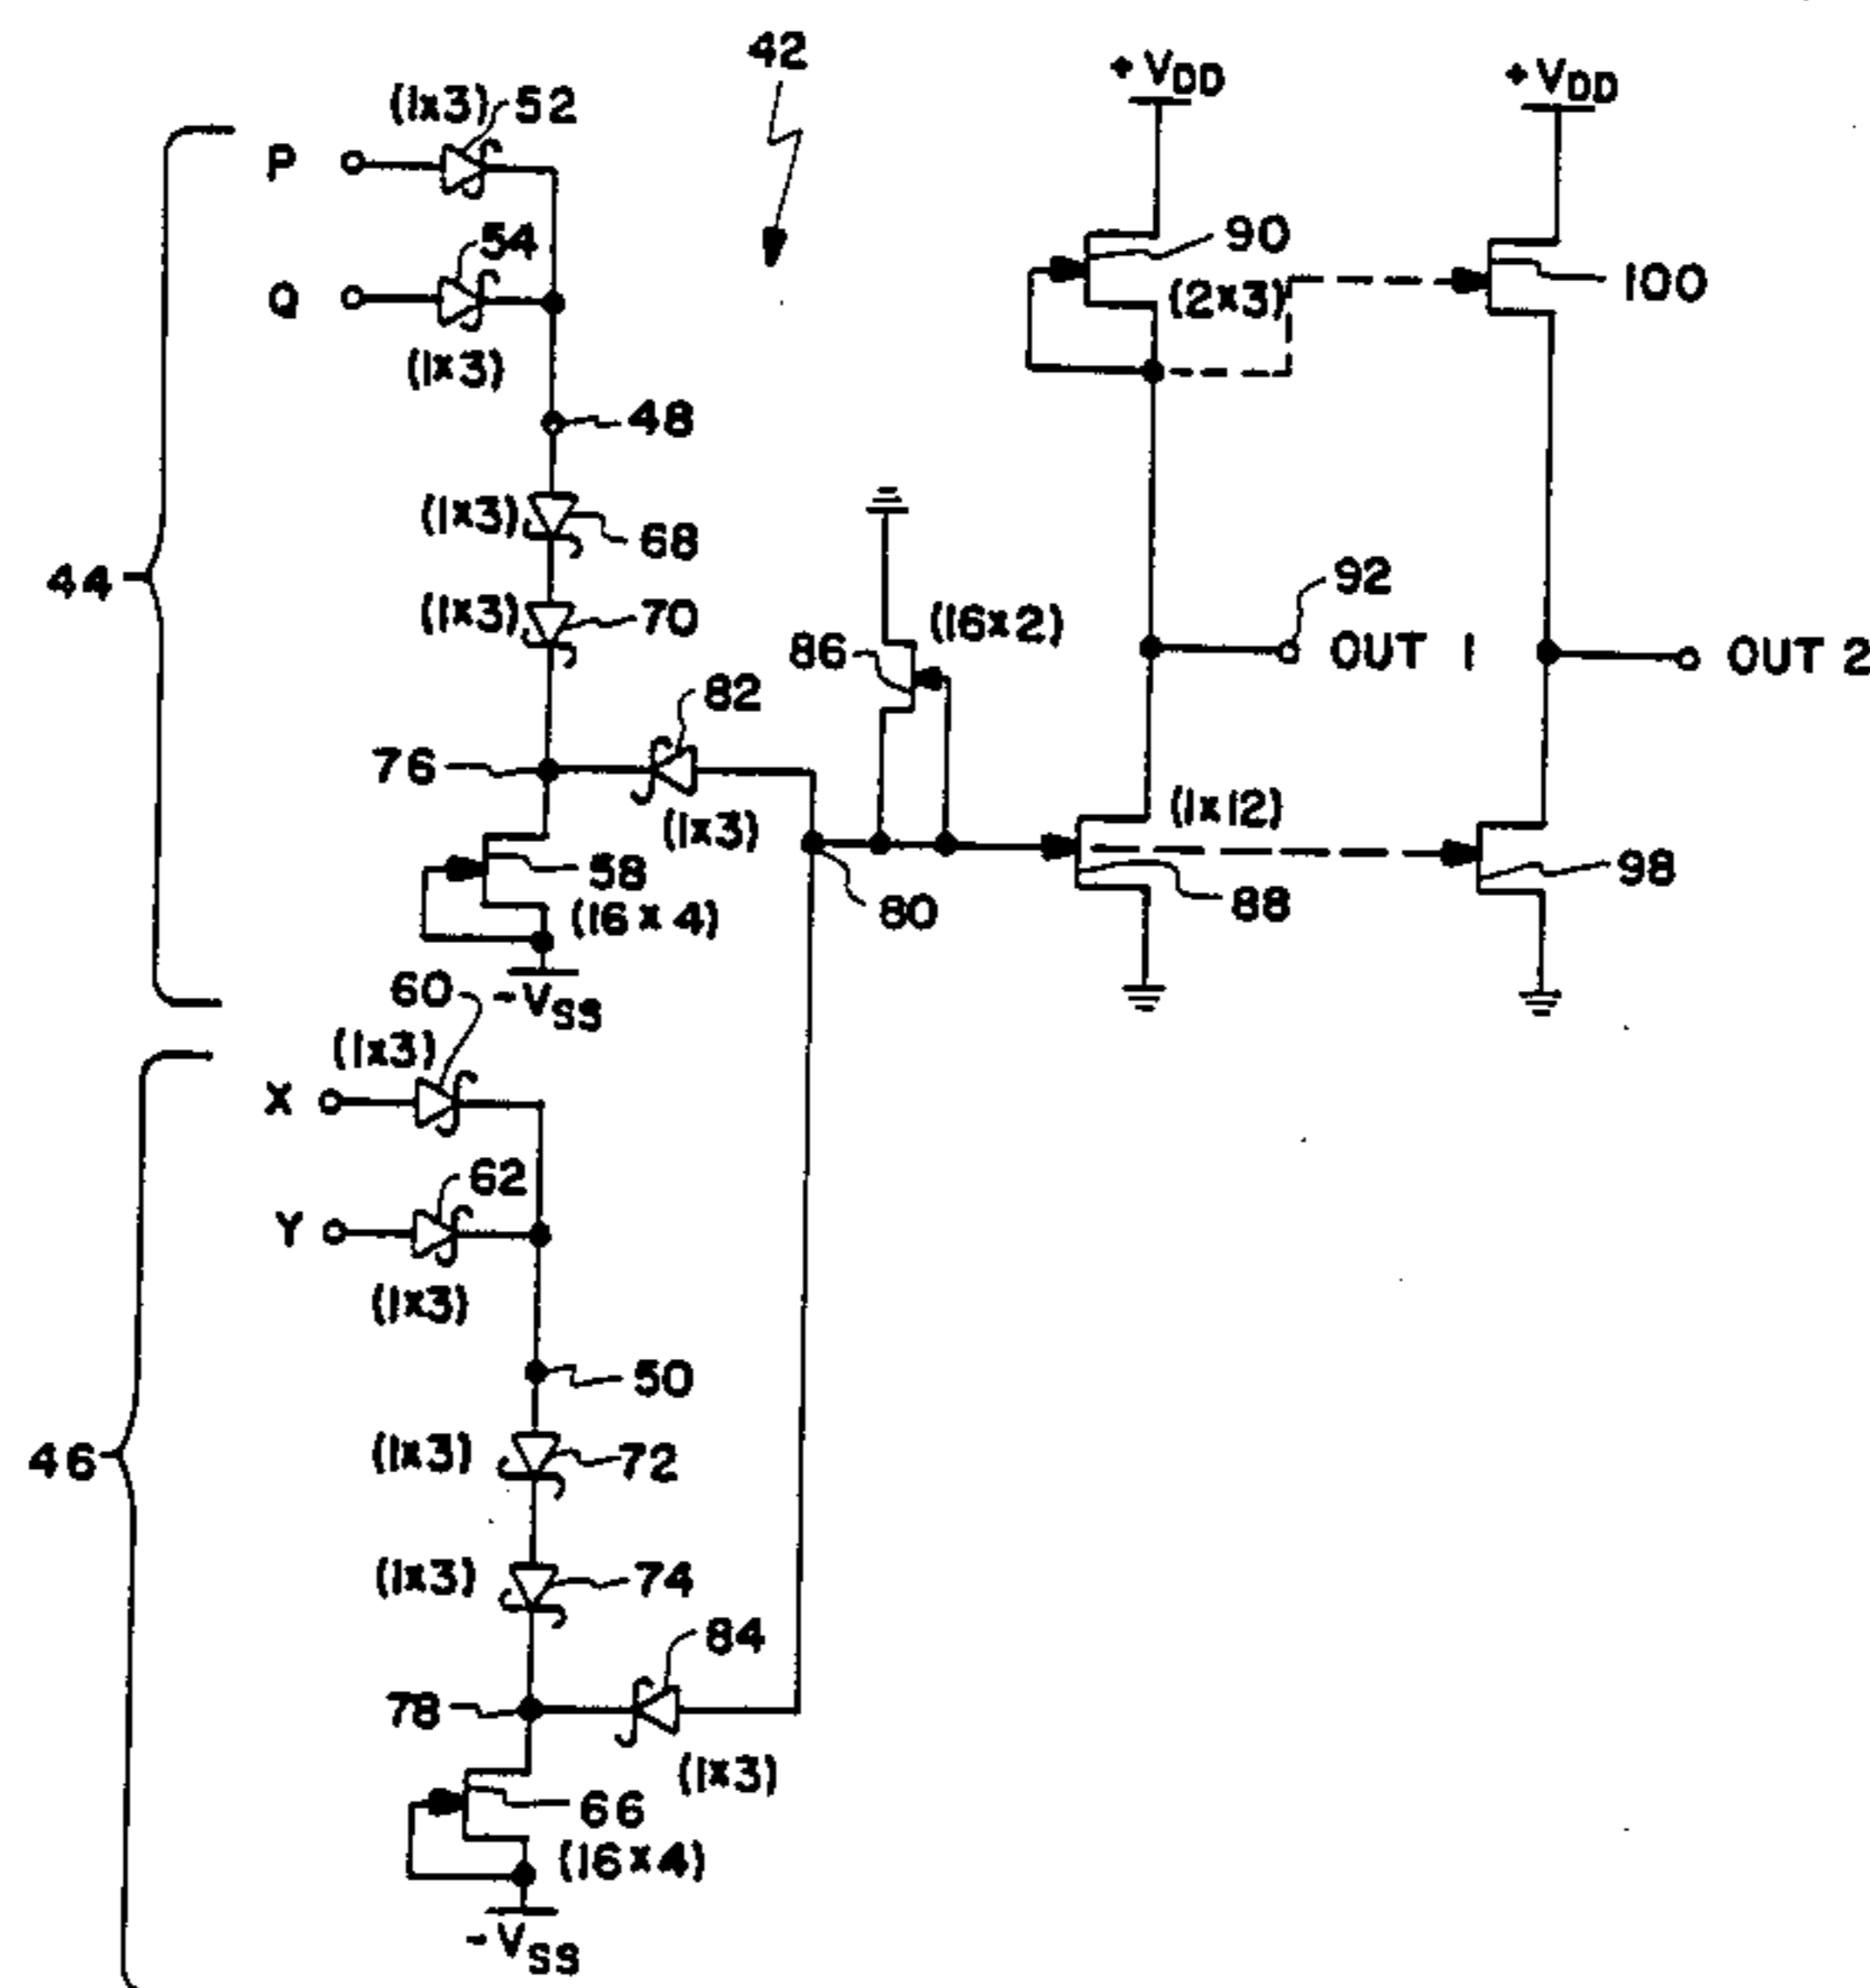 42
+VDD
+VDD
(1x3)
52
P
54
Q
(1x3)
90
(2x3)
100
48
(1x3)
68
(1x3)
70
44
92
OUT 1
OUT 2
(16x2)
86
82
76
(1x3)
(1x12)
58
(16x4)
80
88
98
-VSS
60
(1x3)
X
62
Y
(1x3)
50
46
(1x3)
72
(1x3)
74
84
78
(1x3)
66
(16x4)
-VSS